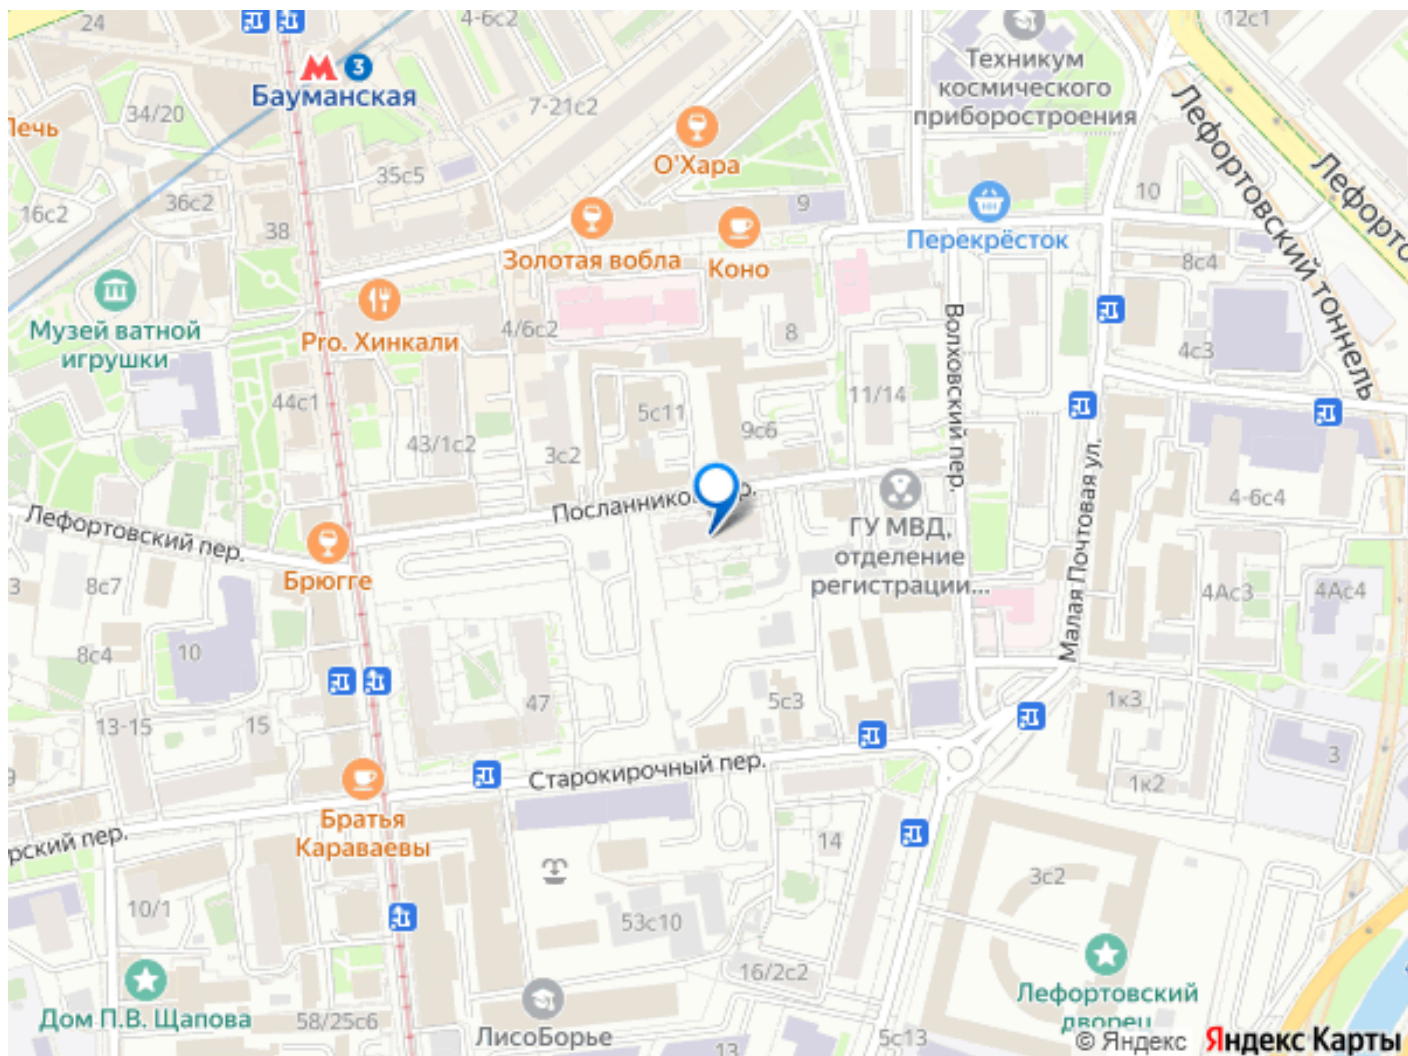 24
4-6с2
12с1
Техникум
космического
приборостроения
3
Бауманская
34/20
7-21с2
Печь
О'Хара
Лефортовский тоннель
Лефорто
35с5
36с2
16с2
38
9
10
Перекрёсток
Золотая вобла
Коно
8с4
Музей ватной
игрушки
Pro. Хинкали
4/6с2
8
Волховский пер.
4с3
44с1
5с11
11/14
43/1с2
9с6
3с2
Посланников пер.
Малая Почтовая ул.
4-6с4
Лефортовский пер.
ГУ МВД,
отделение
регистрации...
Брюгге
3
8с7
4Ас3
4Ас4
8с4
10
47
5с3
1к3
13-15
15
3
9
Старокирочный пер.
1к2
рский пер.
Братья
Караваевы
14
3с2
10/1
53с10
16/2с2
Лефортовский
дворец
Дом П.В. Щапова
58/25с6
ЛисоБорье
13
5с13
© Яндекс
Яндекс Карты